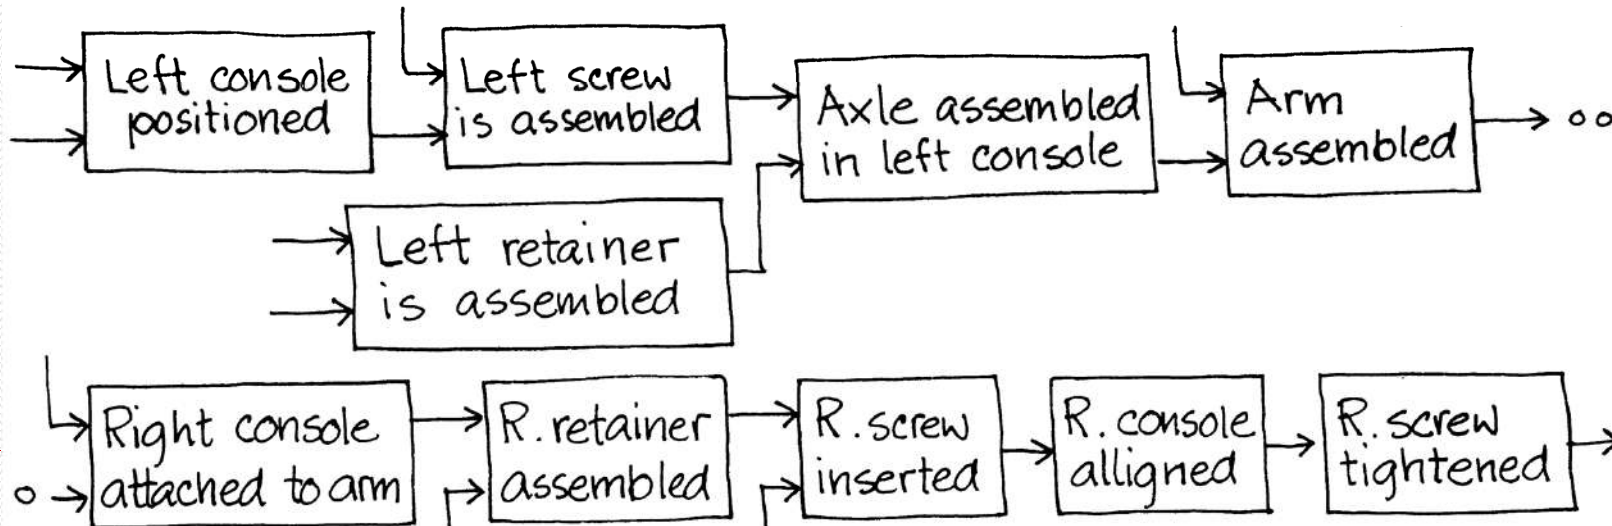 Left console
positioned
Left screw
is assembled
Axle assembled
in left console
Arm
assembled
Left retainer
is assembled
Right console
attached to arm
R. retainer
assembled
R. screw
inserted
R. console
alligned
R. screw
tightened